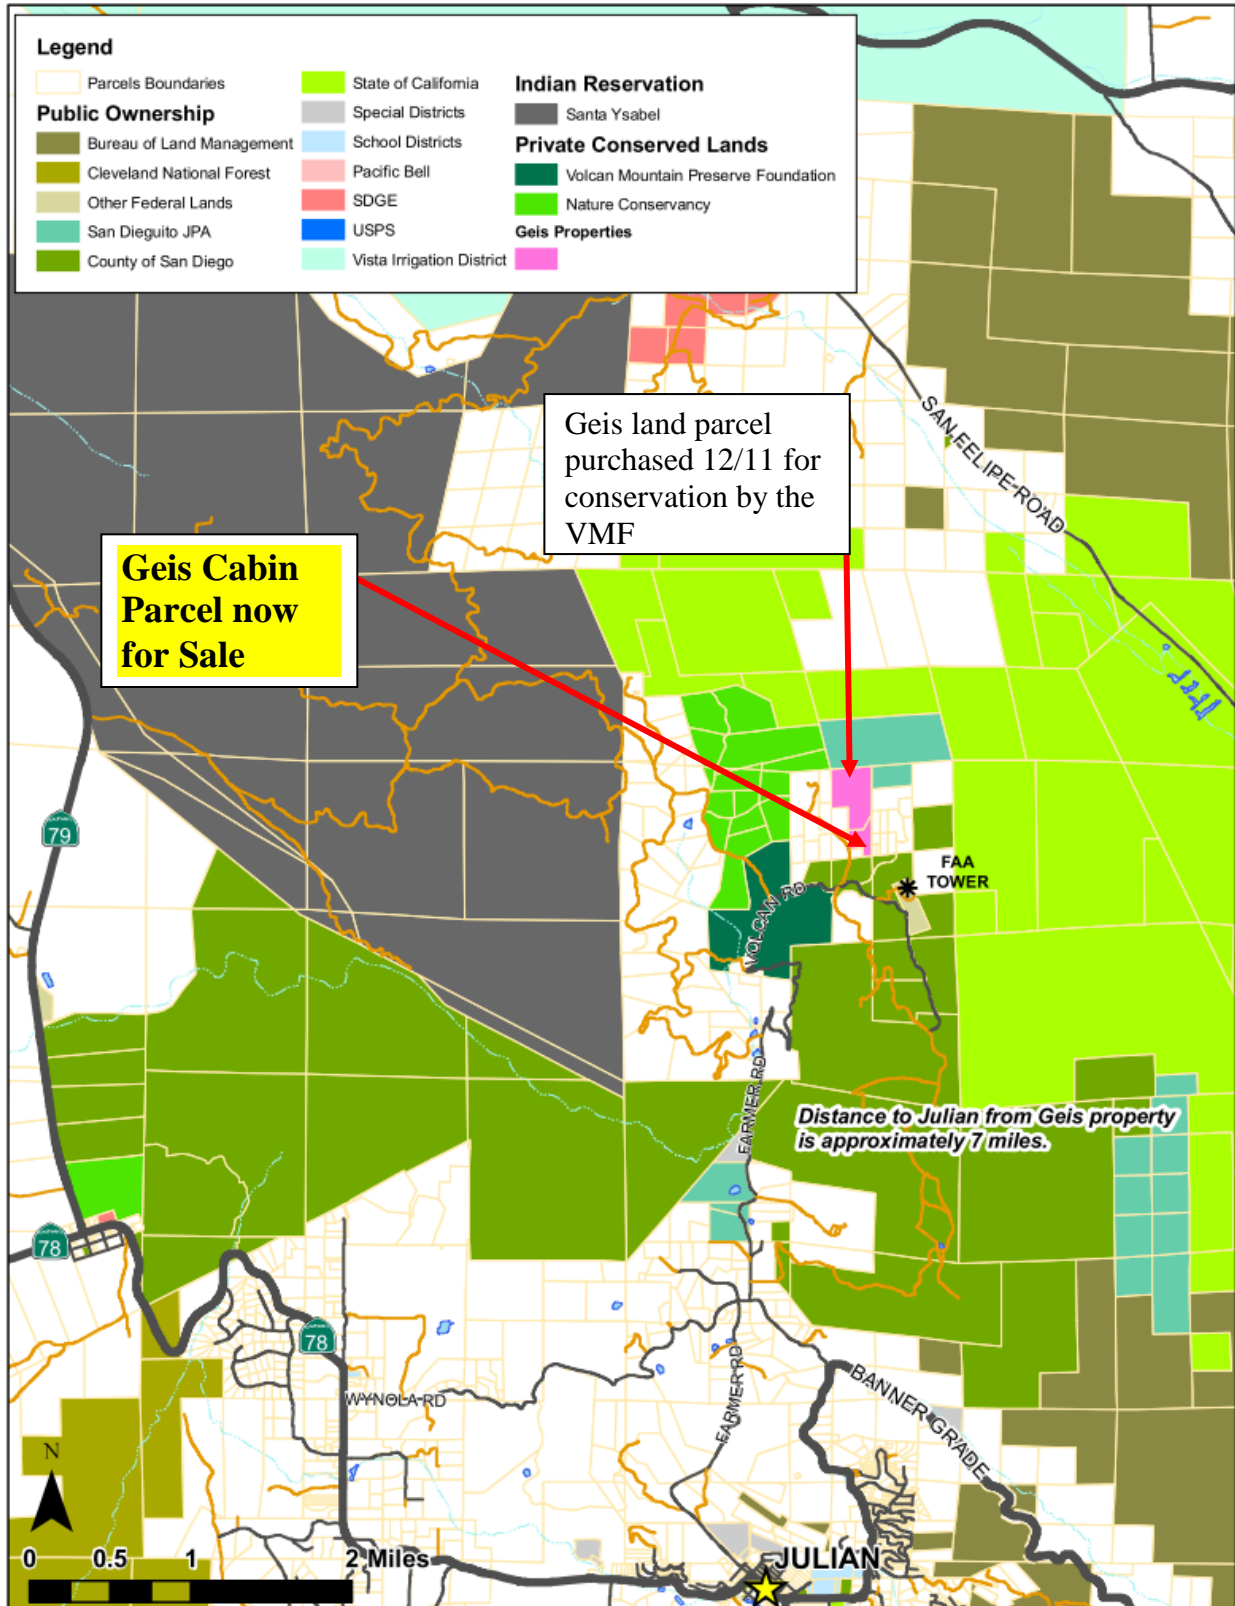 Legend
Parcels Boundaries
Public Ownership
Bureau of Land Management
Cleveland National Forest
Other Federal Lands
San Dieguito JPA
County of San Diego
State of California
Special Districts
School Districts
Pacific Bell
SDGE
USPS
Vista Irrigation District
Indian Reservation
Santa Ysabel
Private Conserved Lands
Volcan Mountain Preserve Foundation
Nature Conservancy
Geis Properties
Geis land parcel
purchased 12/11 for
conservation by the
VMF
SAN FELIPE ROAD
Geis Cabin
Parcel now
for Sale
79
FAA
TOWER
VOLCAN RD
FARMER RD
Distance to Julian from Geis property
is approximately 7 miles.
78
78
WYNOLA RD
FARMER RD
BANNER GRADE
N
0 0.5 1 2 Miles
JULIAN